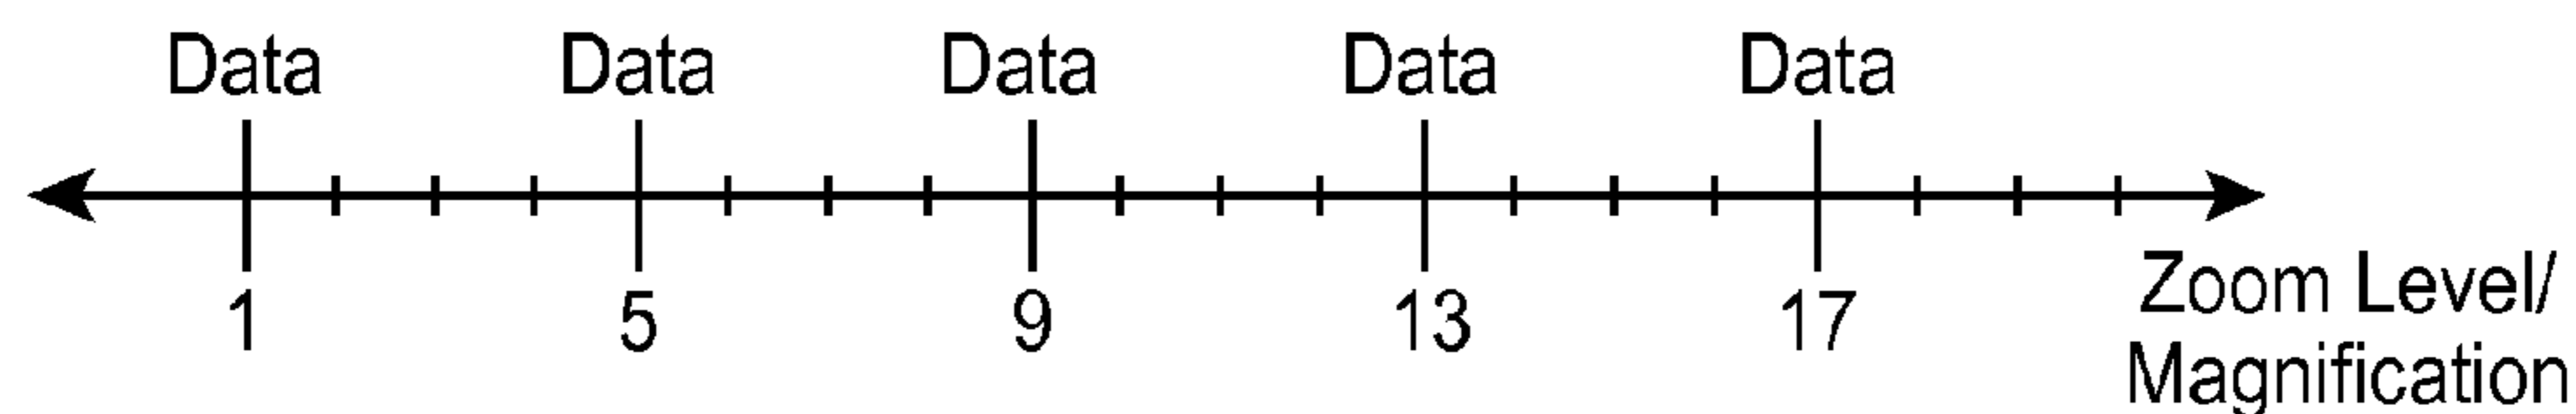 Data Data Data Data Data
1 5 9 13 17
Zoom Level/
Magnification